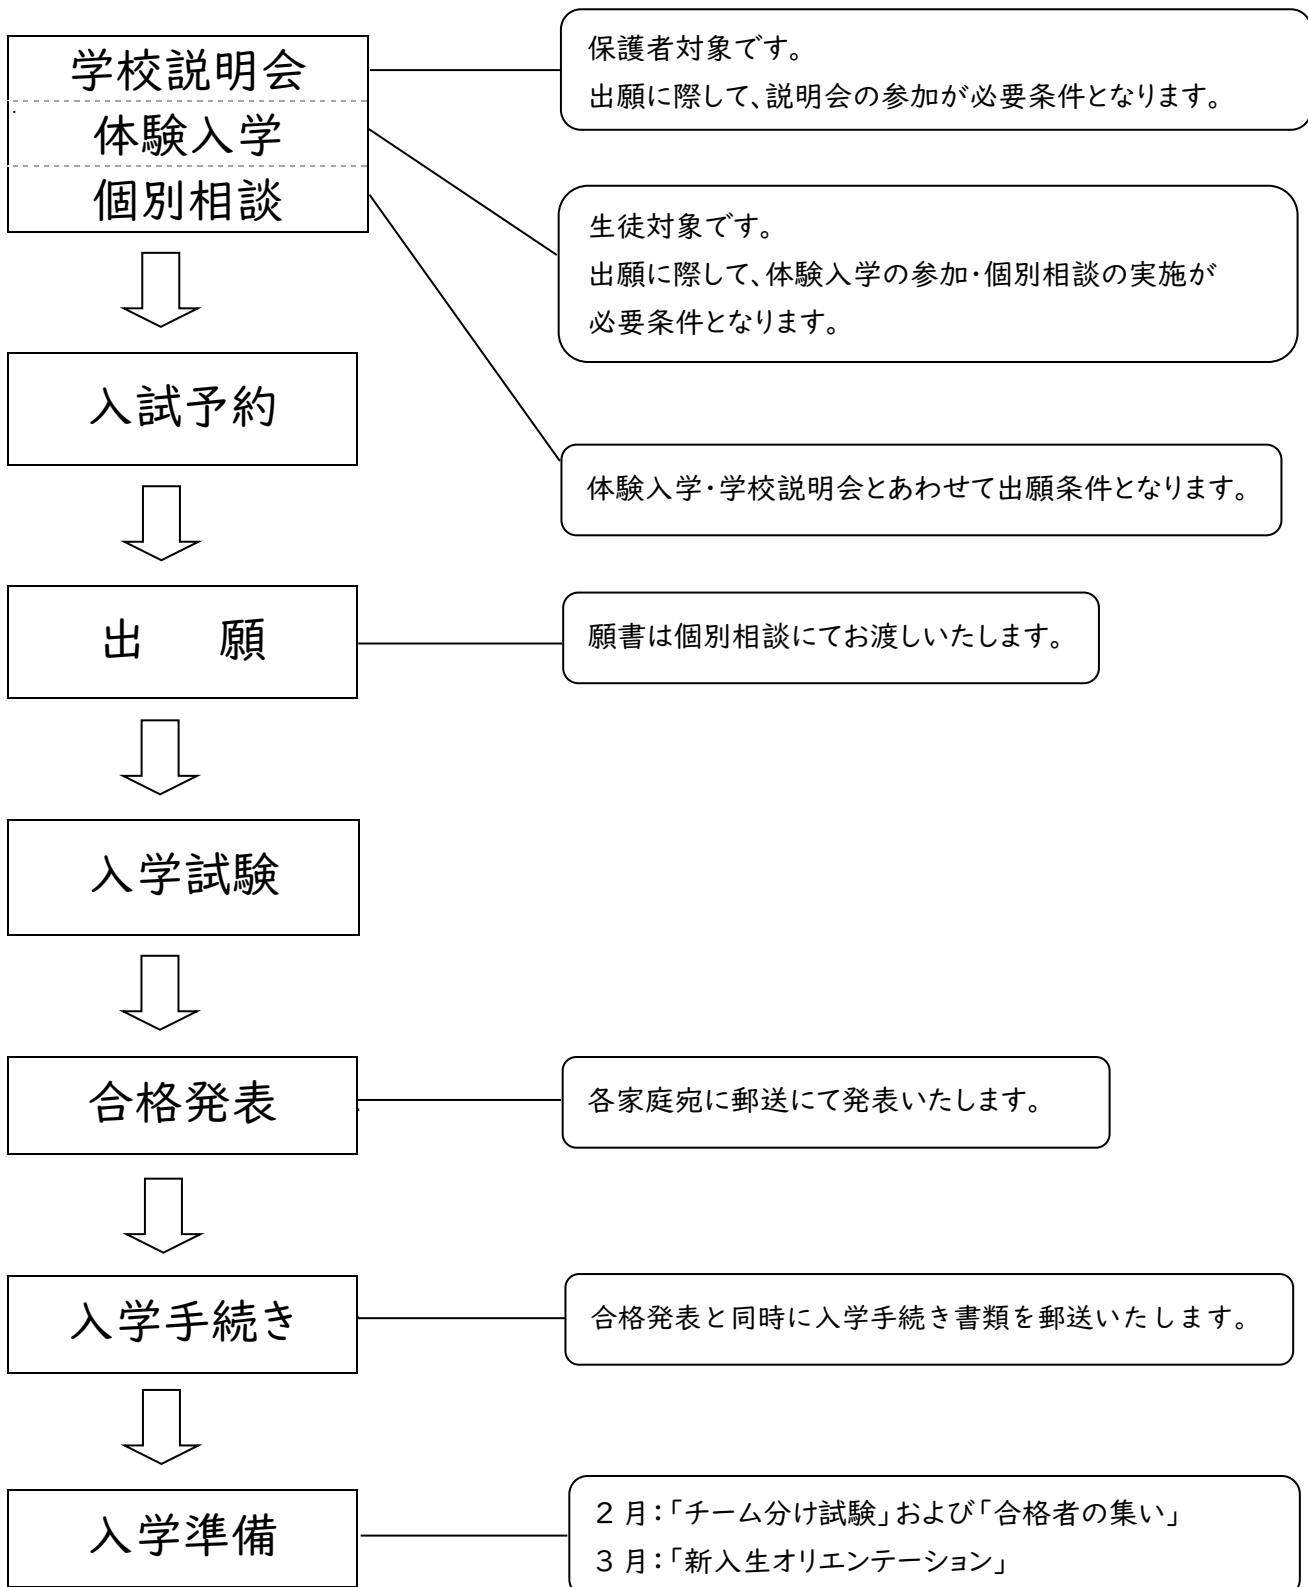 学校説明会
保護者対象です。
出願に際して、説明会の参加が必要条件となります。
体験入学
生徒対象です。
出願に際して、体験入学の参加・個別相談の実施が
必要条件となります。
個別相談
体験入学・学校説明会とあわせて出願条件となります。
入試予約
出　願
願書は個別相談にてお渡しいたします。
入学試験
合格発表
各家庭宛に郵送にて発表いたします。
入学手続き
合格発表と同時に入学手続き書類を郵送いたします。
入学準備
２月：「チーム分け試験」および「合格者の集い」
３月：「新入生オリエンテーション」